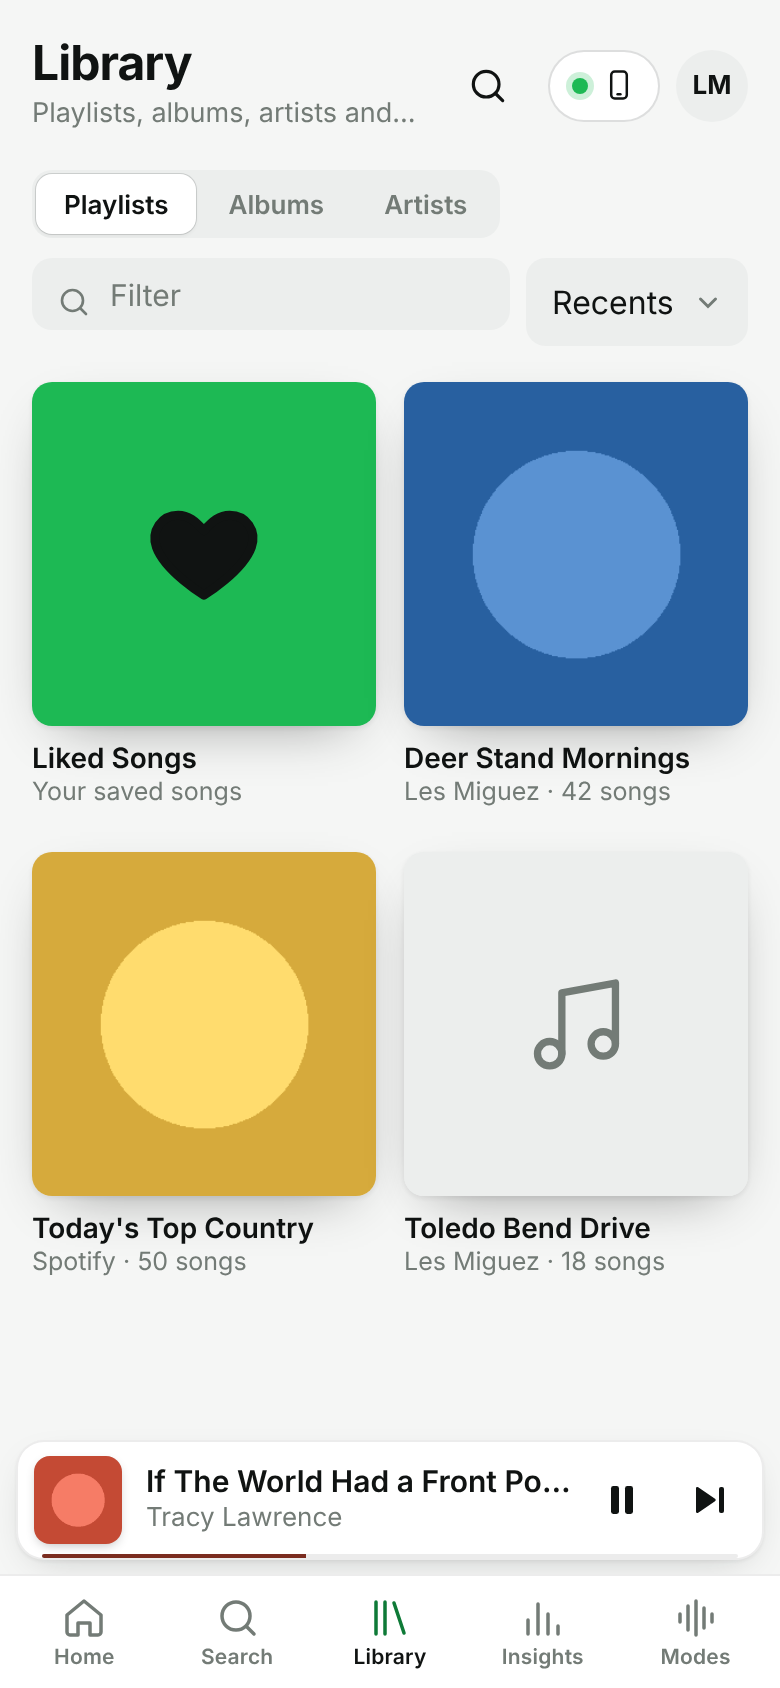 Library
Playlists, albums, artists and...
LM
Playlists
Albums
Artists
Filter
Recents
Liked Songs
Your saved songs
Deer Stand Mornings
Les Miguez · 42 songs
Today's Top Country
Spotify · 50 songs
Toledo Bend Drive
Les Miguez · 18 songs
If The World Had a Front Po...
Tracy Lawrence
Home
Search
Library
Insights
Modes